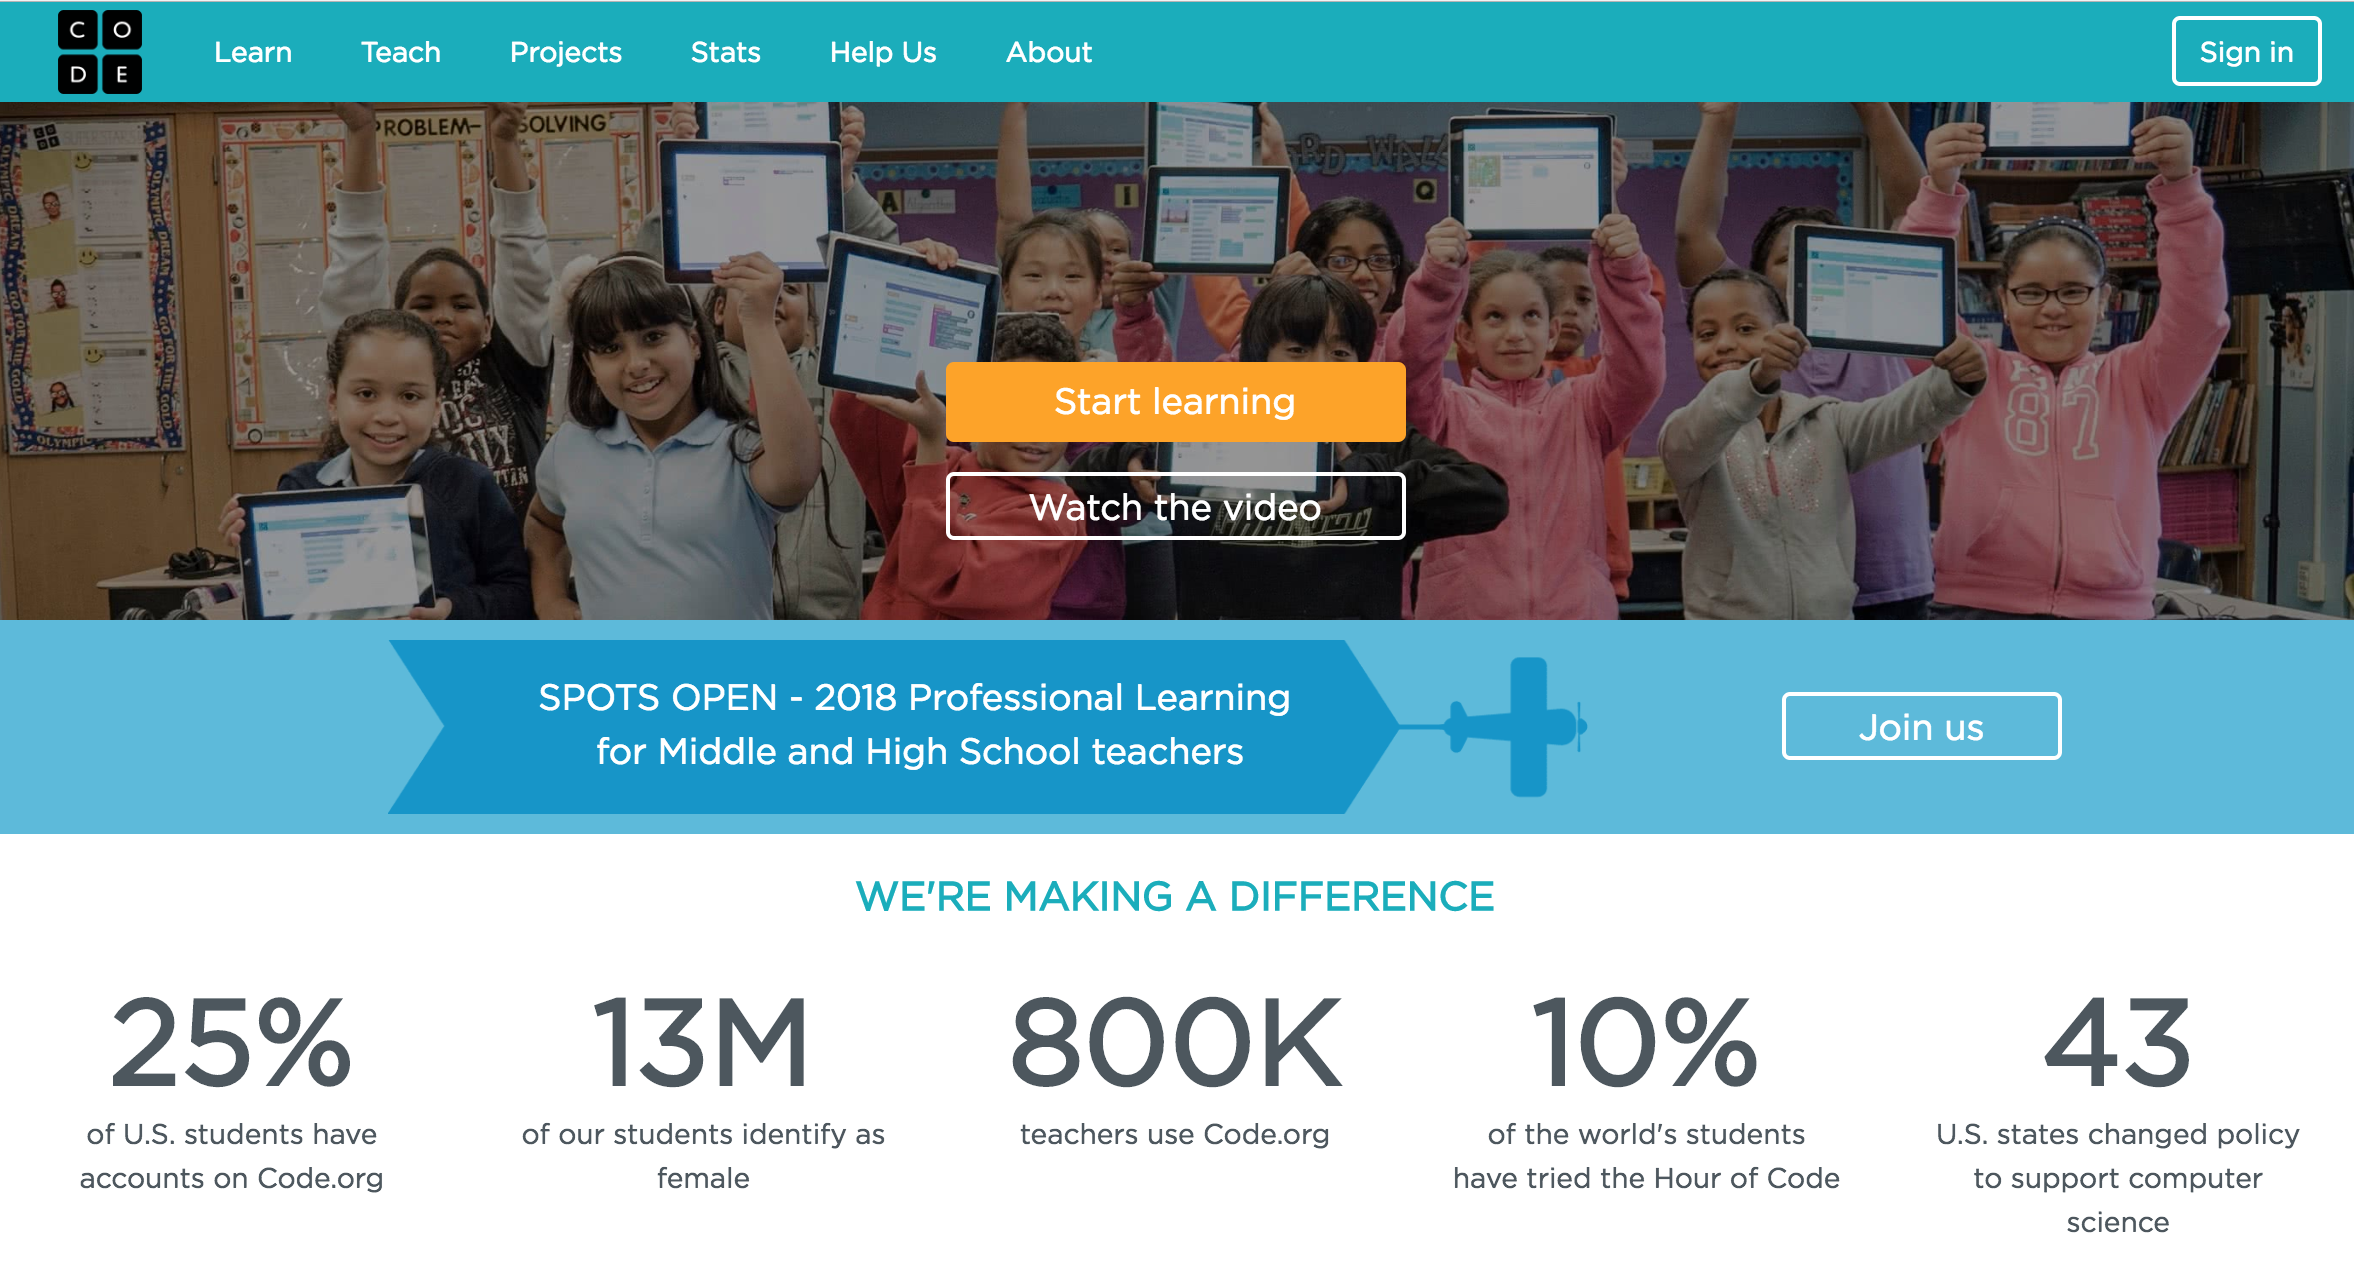 C O
D E
Learn Teach Projects Stats Help Us About Sign in
PROBLEM- SOLVING
Start learning
Watch the video
87
SPOTS OPEN - 2018 Professional Learning
for Middle and High School teachers
Join us
WE'RE MAKING A DIFFERENCE
25%
of U.S. students have
accounts on Code.org
13M
of our students identify as
female
800K
teachers use Code.org
10%
of the world's students
have tried the Hour of Code
43
U.S. states changed policy
to support computer
science